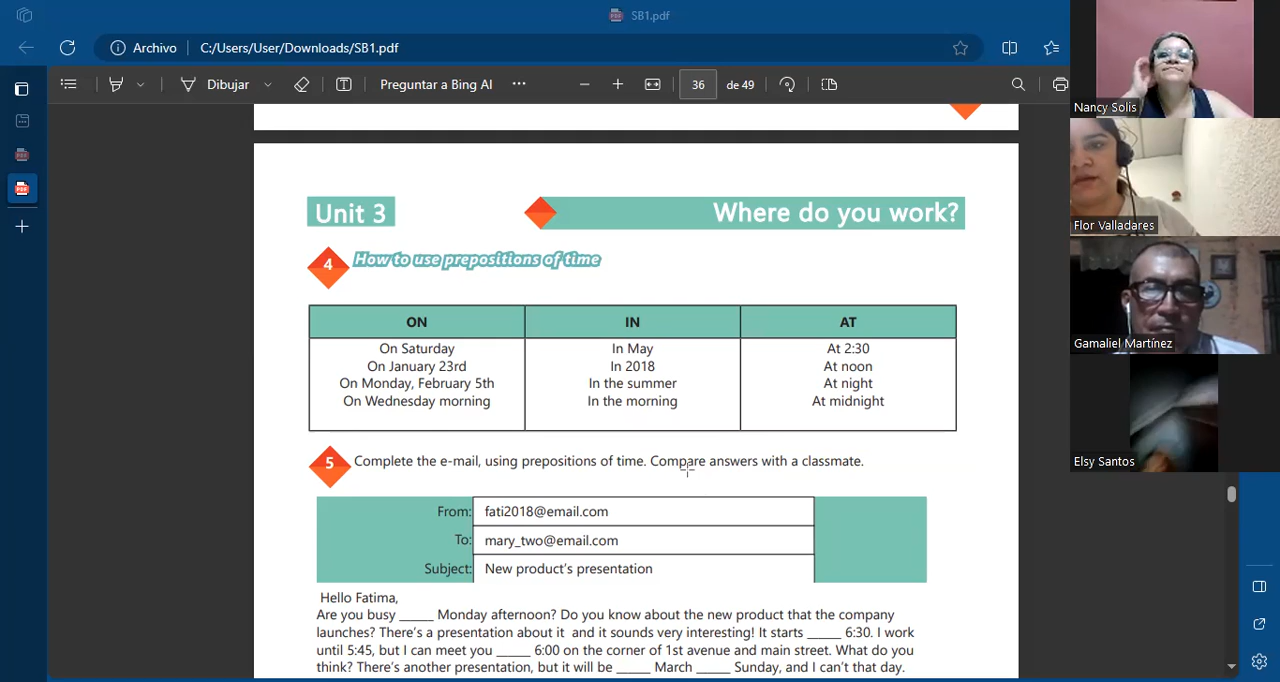 SB1.pdf
Archivo C:/Users/User/Downloads/SB1.pdf
Dibujar Preguntar a Bing AI 36 de 49
Nancy Solis
Flor Valladares
Gamaliel Martínez
Elsy Santos
Unit 3 Where do you work?
4 How to use prepositions of time
ON IN AT
On Saturday In May At 2:30
On January 23rd In 2018 At noon
On Monday, February 5th In the summer At night
On Wednesday morning In the morning At midnight
5 Complete the e-mail, using prepositions of time. Compare answers with a classmate.
From: fati2018@email.com
To: mary_two@email.com
Subject: New product's presentation
Hello Fatima,
Are you busy _____ Monday afternoon? Do you know about the new product that the company
launches? There's a presentation about it and it sounds very interesting! It starts _____ 6:30. I work
until 5:45, but I can meet you _____ 6:00 on the corner of 1st avenue and main street. What do you
think? There's another presentation, but it will be _____ March _____ Sunday, and I can't that day.